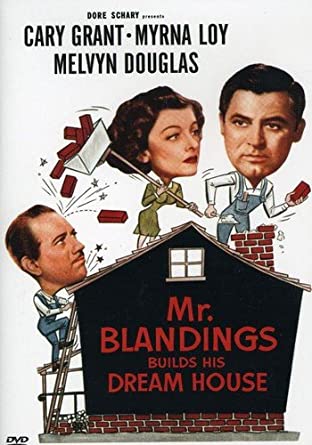 DORE SCHARY presents
CARY GRANT · MYRNA LOY
MELVYN DOUGLAS
Mr.
BLANDINGS
BUILDS HIS
DREAM HOUSE
DVD